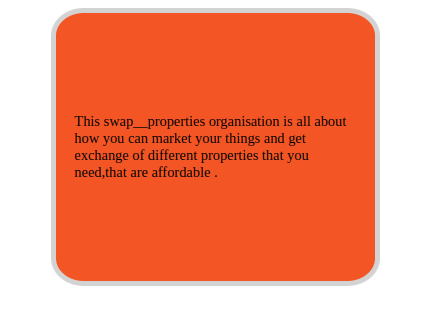 This swap__properties organisation is all about
how you can market your things and get
exchange of different properties that you
need,that are affordable .